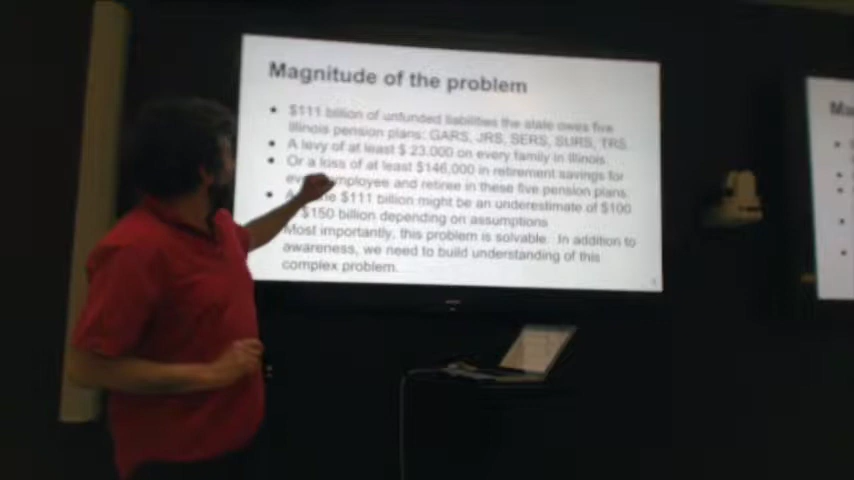 Magnitude of the problem
• $111 billion of unfunded liabilities the state owes five
Illinois pension plans: GARS, JRS, SERS, SURS, TRS.
• A levy of at least $ 23,000 on every family in Illinois.
• Or a loss of at least $146,000 in retirement savings for
employee and retiree in these five pension plans.
• $111 billion might be an underestimate of $100
$150 billion depending on assumptions
Most importantly, this problem is solvable. In addition to
awareness, we need to build understanding of this
complex problem.
Ma